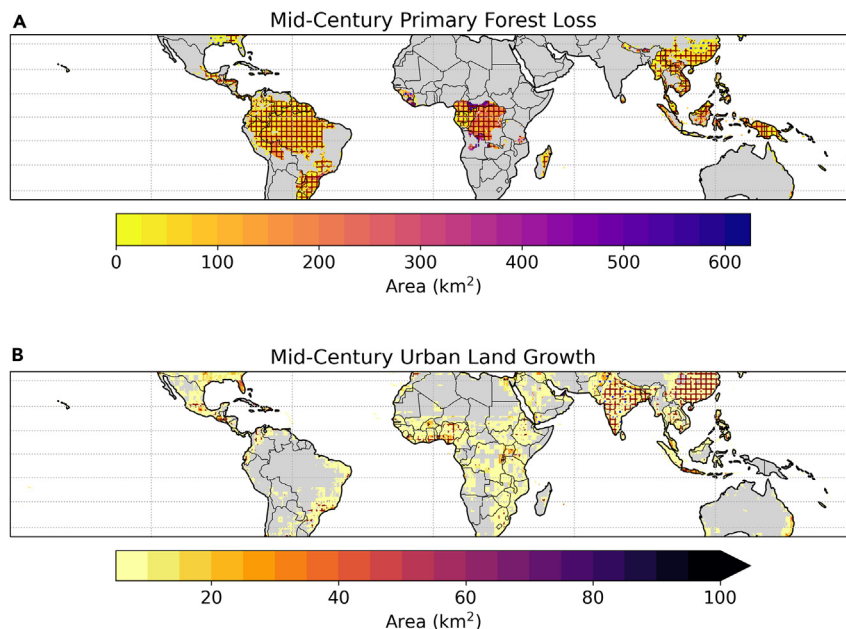 A
Mid-Century Primary Forest Loss
0 100 200 300 400 500 600
Area (km²)
B
Mid-Century Urban Land Growth
20 40 60 80 100
Area (km²)